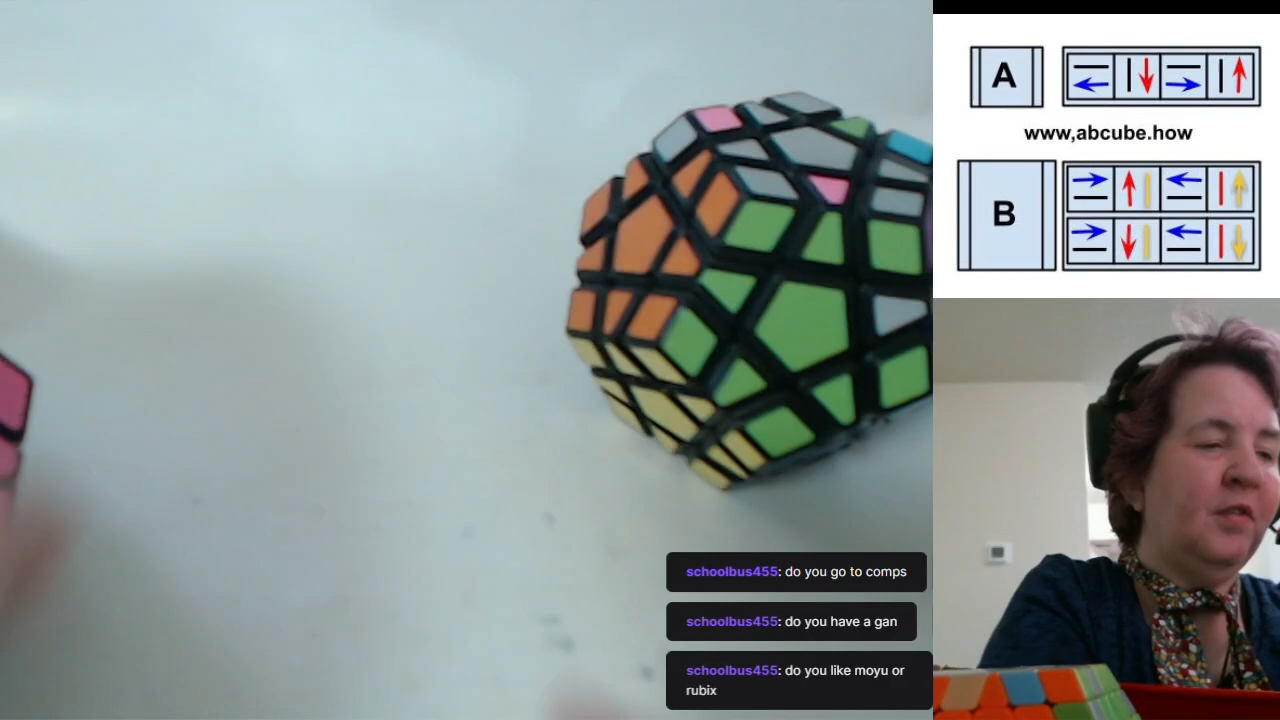 A
www,abcube.how
B
schoolbus455: do you go to comps
schoolbus455: do you have a gan
schoolbus455: do you like moyu or
rubix